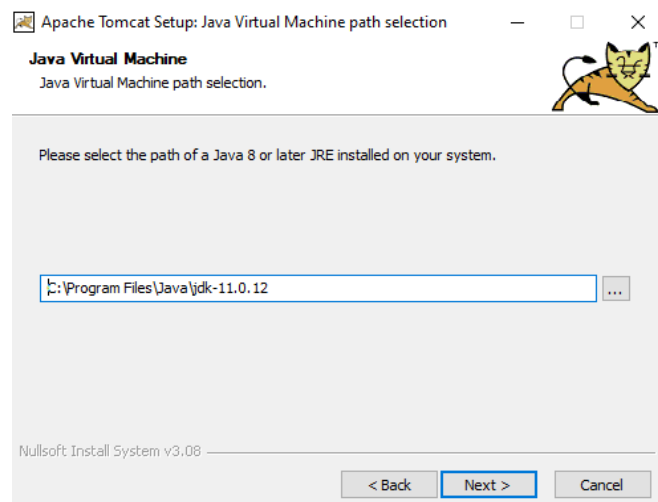 Apache Tomcat Setup: Java Virtual Machine path selection
Java Virtual Machine
Java Virtual Machine path selection.
Please select the path of a Java 8 or later JRE installed on your system.
C:\Program Files\Java\jdk-11.0.12
...
Nullsoft Install System v3.08
< Back
Next >
Cancel